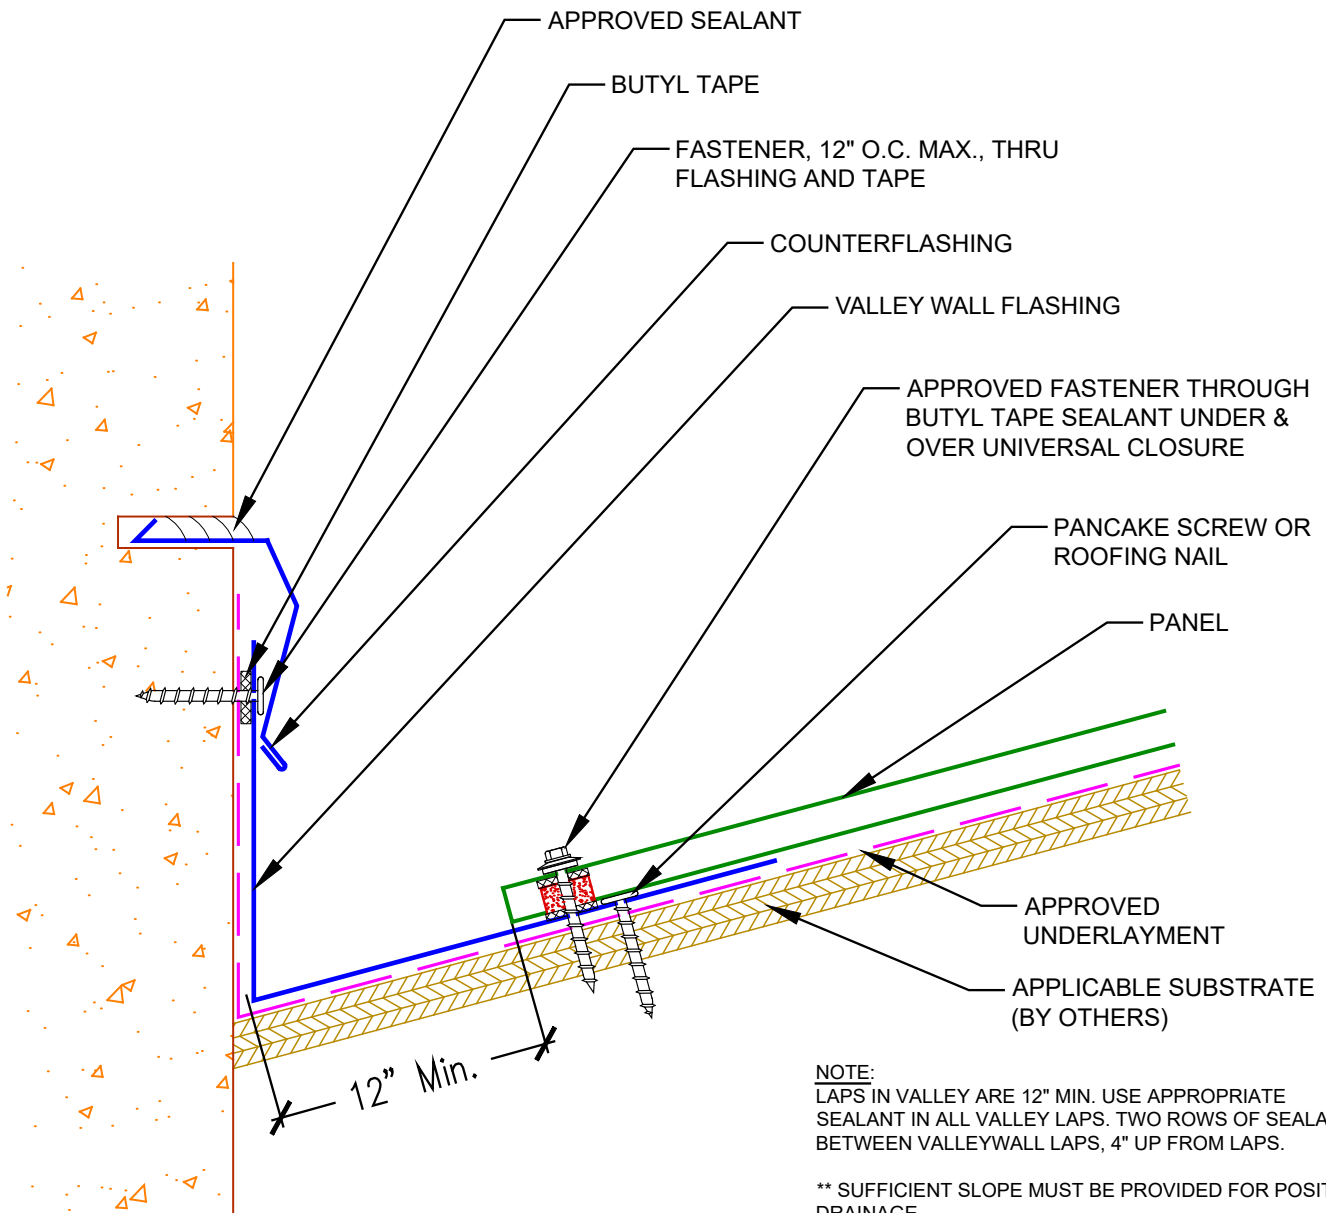 APPROVED SEALANT
BUTYL TAPE
FASTENER, 12" O.C. MAX., THRU
FLASHING AND TAPE
COUNTERFLASHING
VALLEY WALL FLASHING
APPROVED FASTENER THROUGH
BUTYL TAPE SEALANT UNDER &
OVER UNIVERSAL CLOSURE
PANCAKE SCREW OR
ROOFING NAIL
PANEL
APPROVED
UNDERLAYMENT
APPLICABLE SUBSTRATE
(BY OTHERS)
12" Min.
NOTE:
LAPS IN VALLEY ARE 12" MIN. USE APPROPRIATE
SEALANT IN ALL VALLEY LAPS. TWO ROWS OF
BETWEEN VALLEYWALL LAPS, 4" UP FROM LAPS.
** SUFFICIENT SLOPE MUST BE PROVIDED FOR